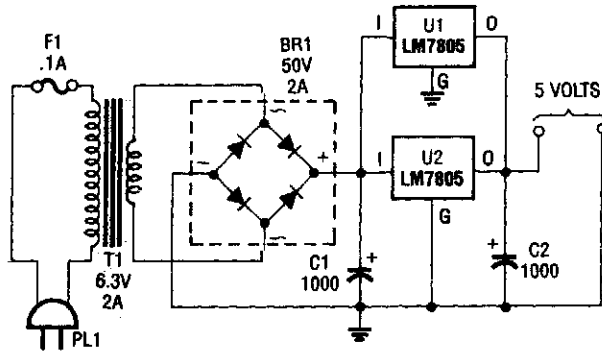 F1
.1A
BR1
50V
2A
~
~
−
+
T1
6.3V
2A
PL1
I
U1
LM7805
O
G
I
U2
LM7805
O
G
5 VOLTS
+
C1
1000
+
C2
1000